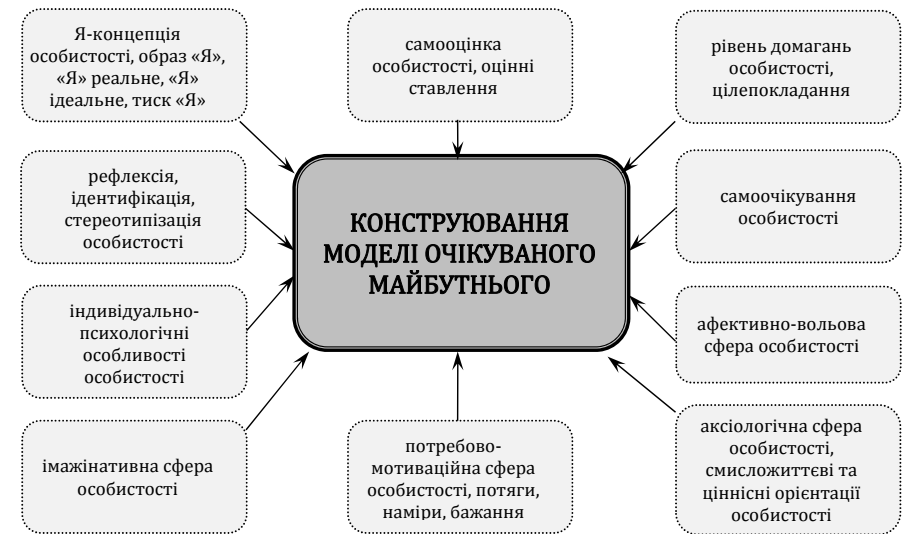 Я-концепція
особистості, образ «Я»,
«Я» реальне, «Я»
ідеальне, тиск «Я»
самооцінка
особистості, оцінні
ставлення
рівень домагань
особистості,
цілепокладання
рефлексія,
ідентифікація,
стереотипізація
особистості
КОНСТРУЮВАННЯ
МОДЕЛІ ОЧІКУВАНОГО
МАЙБУТНЬОГО
самоочікування
особистості
індивідуально-
психологічні
особливості
особистості
афективно-вольова
сфера особистості
імажінативна сфера
особистості
потребово-
мотиваційна сфера
особистості, потяги,
наміри, бажання
аксіологічна сфера
особистості,
смисложиттєві та
ціннісні орієнтації
особистості